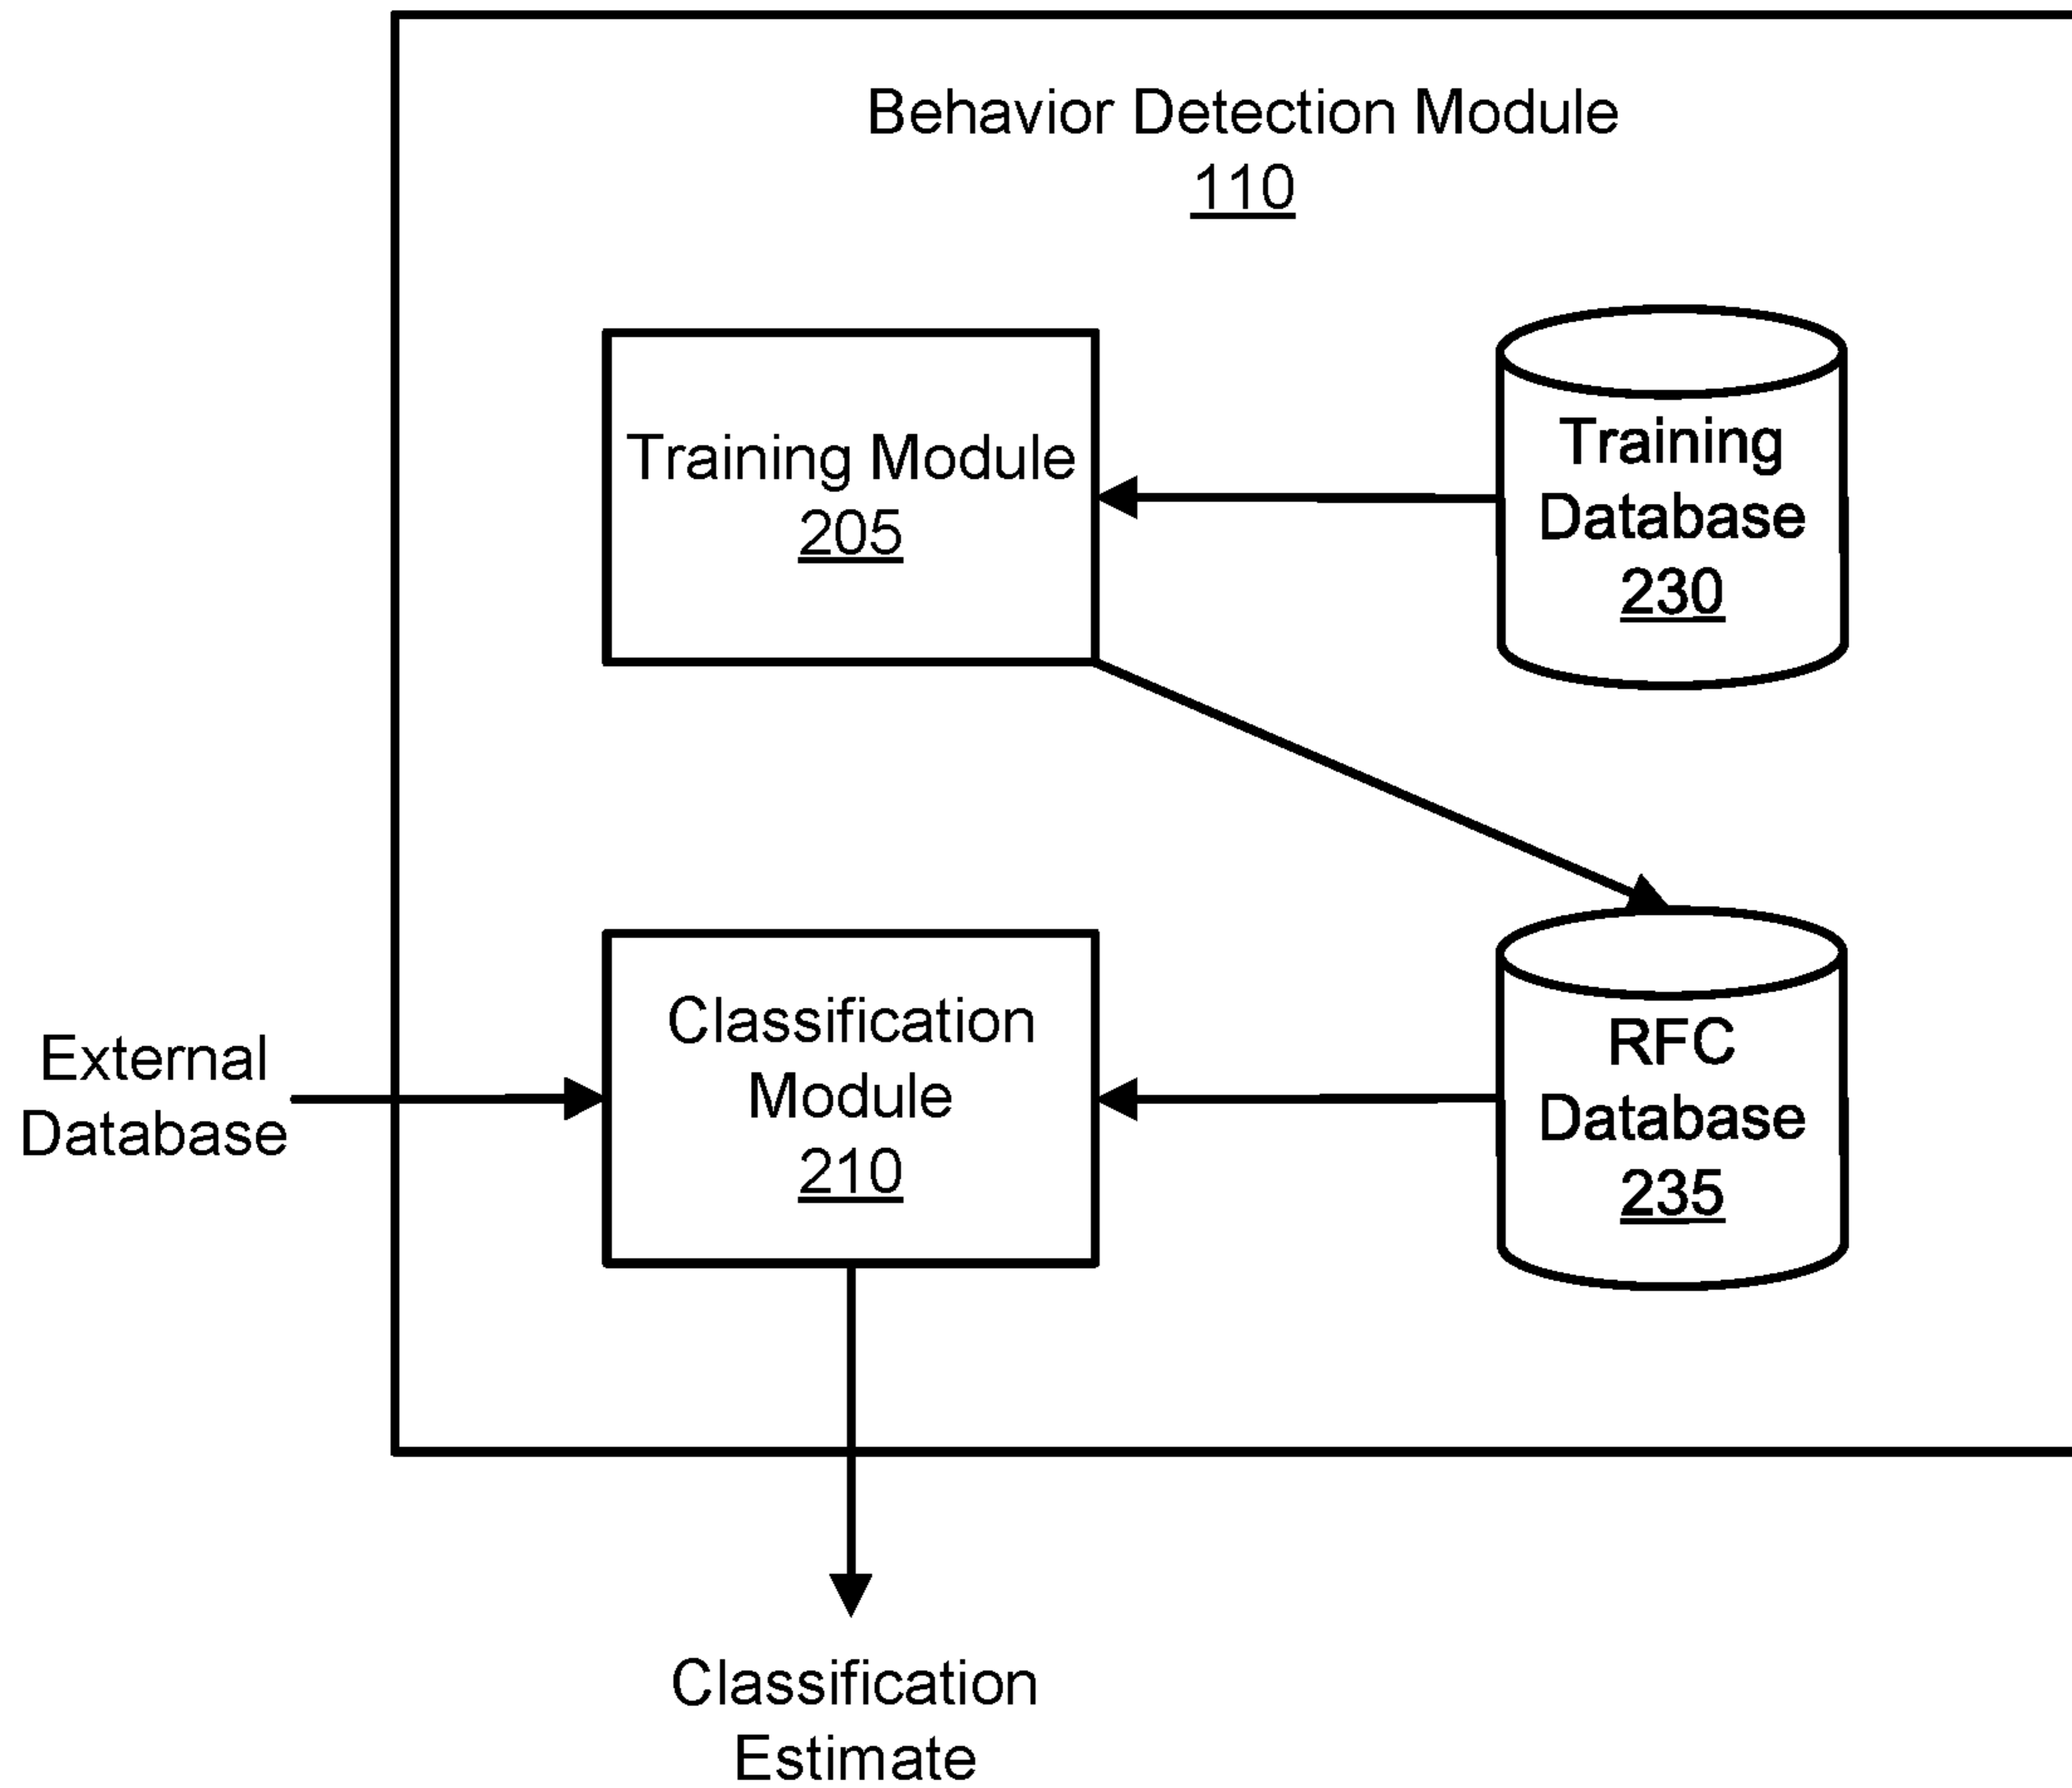 Behavior Detection Module
110
Training Module
205
Training
Database
230
External
Database
Classification
Module
210
RFC
Database
235
Classification
Estimate